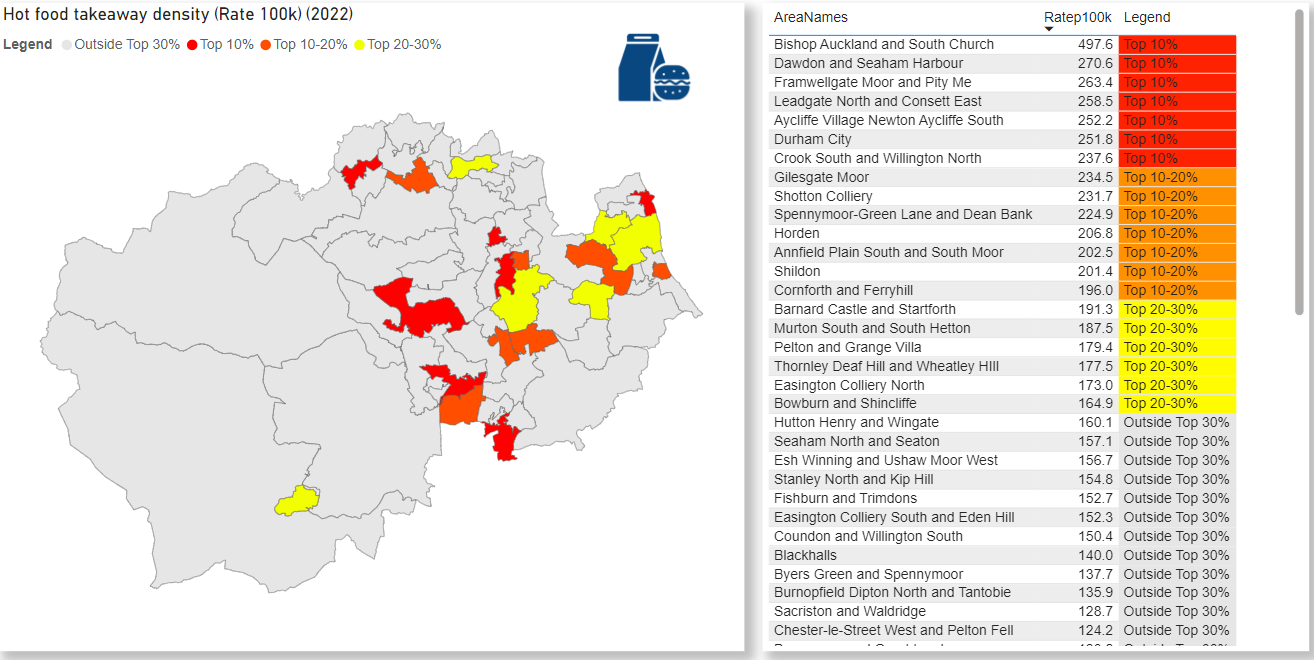 Hot food takeaway density (Rate 100k) (2022)
Legend Outside Top 30% Top 10% Top 10-20% Top 20-30%
AreaNames Ratep100k Legend
Bishop Auckland and South Church 497.6 Top 10%
Dawdon and Seaham Harbour 270.6 Top 10%
Framwellgate Moor and Pity Me 263.4 Top 10%
Leadgate North and Consett East 258.5 Top 10%
Aycliffe Village Newton Aycliffe South 252.2 Top 10%
Durham City 251.8 Top 10%
Crook South and Willington North 237.6 Top 10%
Gilesgate Moor 234.5 Top 10-20%
Shotton Colliery 231.7 Top 10-20%
Spennymoor-Green Lane and Dean Bank 224.9 Top 10-20%
Horden 206.8 Top 10-20%
Annfield Plain South and South Moor 202.5 Top 10-20%
Shildon 201.4 Top 10-20%
Cornforth and Ferryhill 196.0 Top 10-20%
Barnard Castle and Startforth 191.3 Top 20-30%
Murton South and South Hetton 187.5 Top 20-30%
Pelton and Grange Villa 179.4 Top 20-30%
Thornley Deaf Hill and Wheatley HIll 177.5 Top 20-30%
Easington Colliery North 173.0 Top 20-30%
Bowburn and Shincliffe 164.9 Top 20-30%
Hutton Henry and Wingate 160.1 Outside Top 30%
Seaham North and Seaton 157.1 Outside Top 30%
Esh Winning and Ushaw Moor West 156.7 Outside Top 30%
Stanley North and Kip Hill 154.8 Outside Top 30%
Fishburn and Trimdons 152.7 Outside Top 30%
Easington Colliery South and Eden Hill 152.3 Outside Top 30%
Coundon and Willington South 150.4 Outside Top 30%
Blackhalls 140.0 Outside Top 30%
Byers Green and Spennymoor 137.7 Outside Top 30%
Burnopfield Dipton North and Tantobie 135.9 Outside Top 30%
Sacriston and Waldridge 128.7 Outside Top 30%
Chester-le-Street West and Pelton Fell 124.2 Outside Top 30%